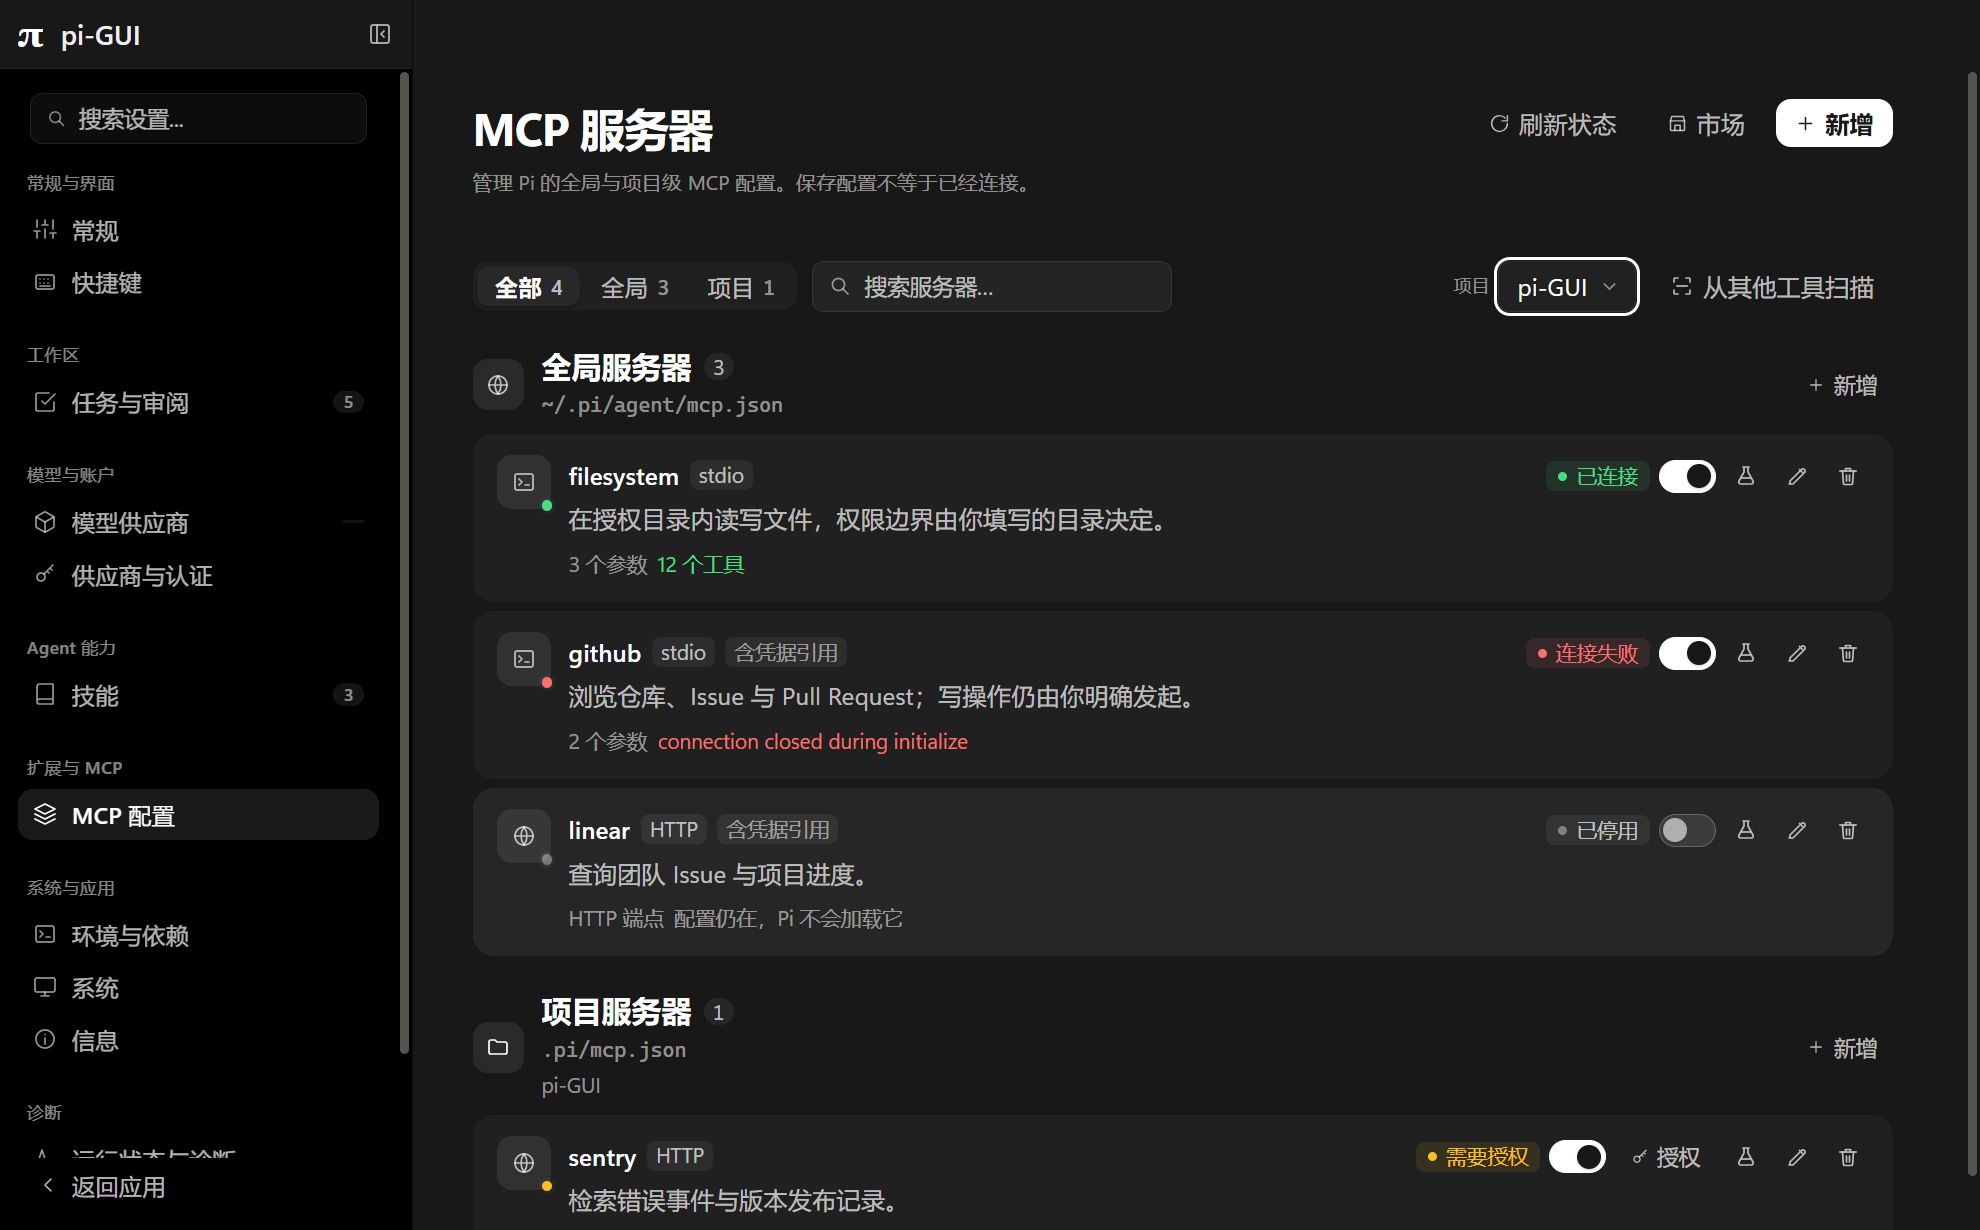 π pi-GUI
搜索设置...
常规与界面
常规
快捷键
工作区
任务与审阅 5
模型与账户
模型供应商
供应商与认证
Agent 能力
技能 3
扩展与 MCP
MCP 配置
系统与应用
环境与依赖
系统
信息
诊断
运行状态与诊断
返回应用
MCP 服务器
刷新状态 市场 + 新增
管理 Pi 的全局与项目级 MCP 配置。保存配置不等于已经连接。
全部 4 全局 3 项目 1 搜索服务器... 项目 pi-GUI 从其他工具扫描
全局服务器 3
~/.pi/agent/mcp.json
+ 新增
filesystem stdio 已连接
在授权目录内读写文件，权限边界由你填写的目录决定。
3 个参数 12 个工具
github stdio 含凭据引用 连接失败
浏览仓库、Issue 与 Pull Request；写操作仍由你明确发起。
2 个参数 connection closed during initialize
linear HTTP 含凭据引用 已停用
查询团队 Issue 与项目进度。
HTTP 端点 配置仍在，Pi 不会加载它
项目服务器 1
.pi/mcp.json
pi-GUI
+ 新增
sentry HTTP 需要授权 授权
检索错误事件与版本发布记录。